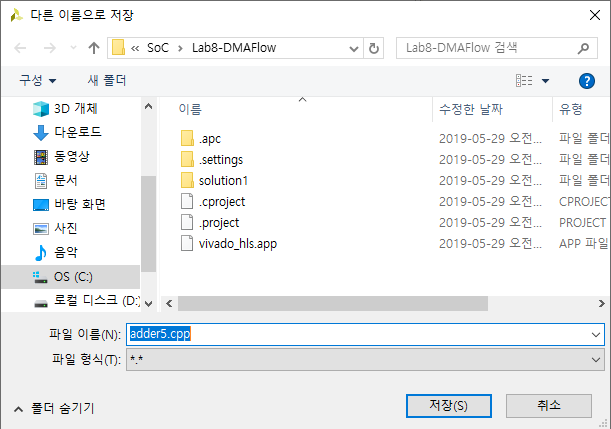 다른 이름으로 저장
« SoC > Lab8-DMAFlow
Lab8-DMAFlow 검색
구성 새 폴더
이름 수정한 날짜 유형
3D 개체
다운로드
동영상
문서
바탕 화면
사진
음악
OS (C:)
로컬 디스크 (D:)
.apc 2019-05-29 오전... 파일 폴더
.settings 2019-05-29 오전... 파일 폴더
solution1 2019-05-29 오전... 파일 폴더
.cproject 2019-05-29 오전... CPROJECT
.project 2019-05-29 오전... PROJECT
vivado_hls.app 2019-05-29 오전... APP 파일
파일 이름(N): adder5.cpp
파일 형식(T): *.*
폴더 숨기기
저장(S) 취소